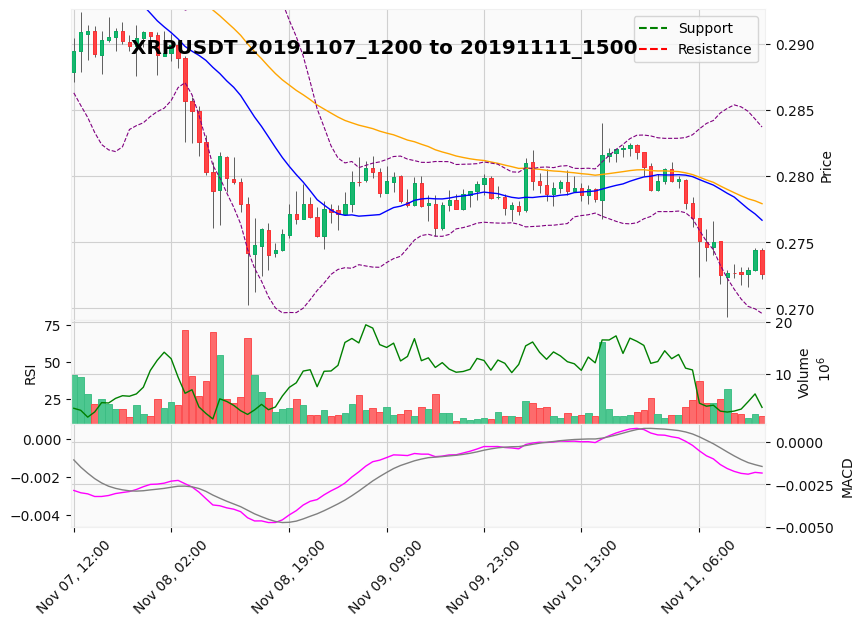 XRPUSDT 20191107_1200 to 20191111_1500
Support
Resistance
0.290
0.285
0.280
0.275
0.270
Price
75
50
25
RSI
20
10
Volume
10^6
0.000
−0.002
−0.004
0.0000
−0.0025
−0.0050
MACD
Nov 07, 12:00
Nov 08, 02:00
Nov 08, 19:00
Nov 09, 09:00
Nov 09, 23:00
Nov 10, 13:00
Nov 11, 06:00